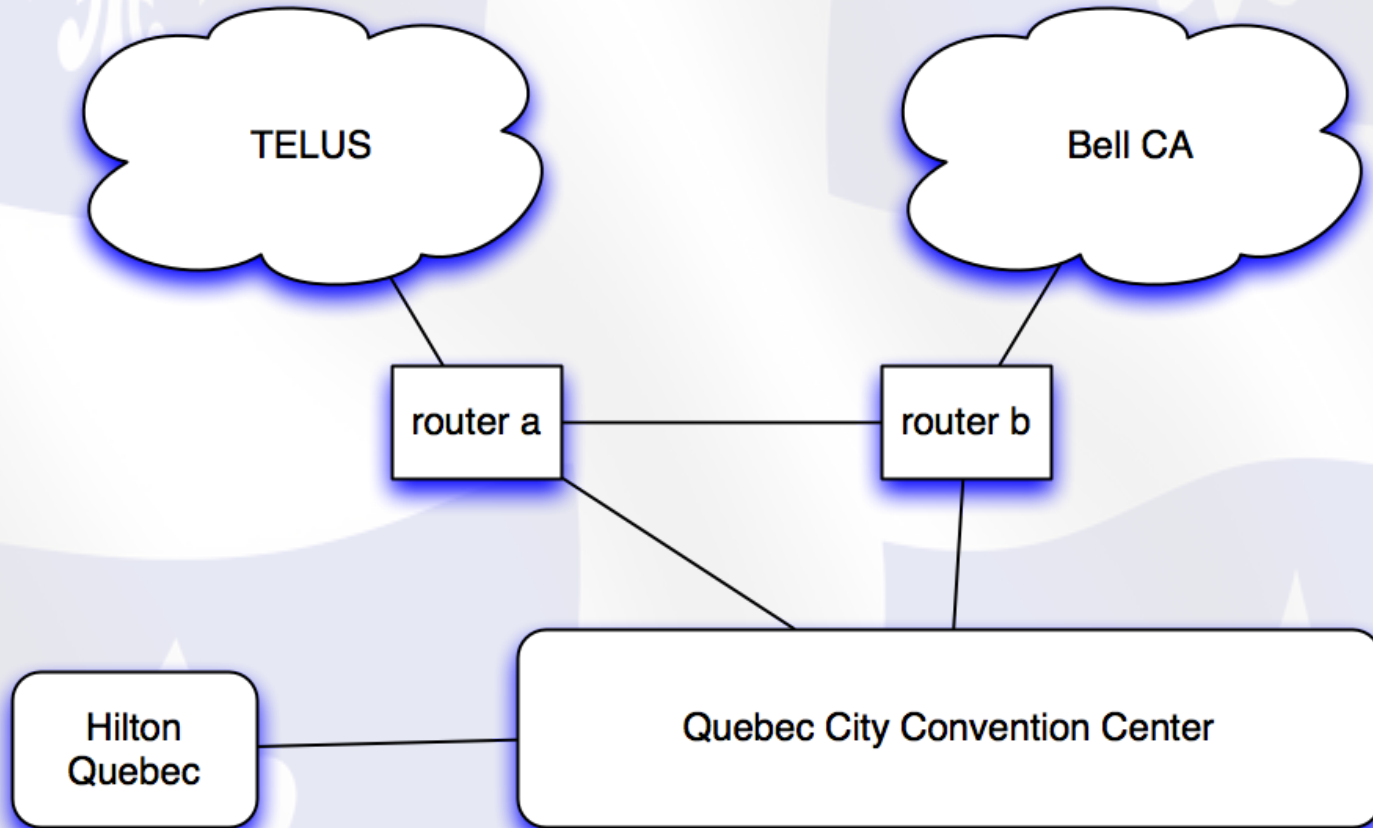 TELUS
Bell CA
router a
router b
Hilton
Quebec
Quebec City Convention Center